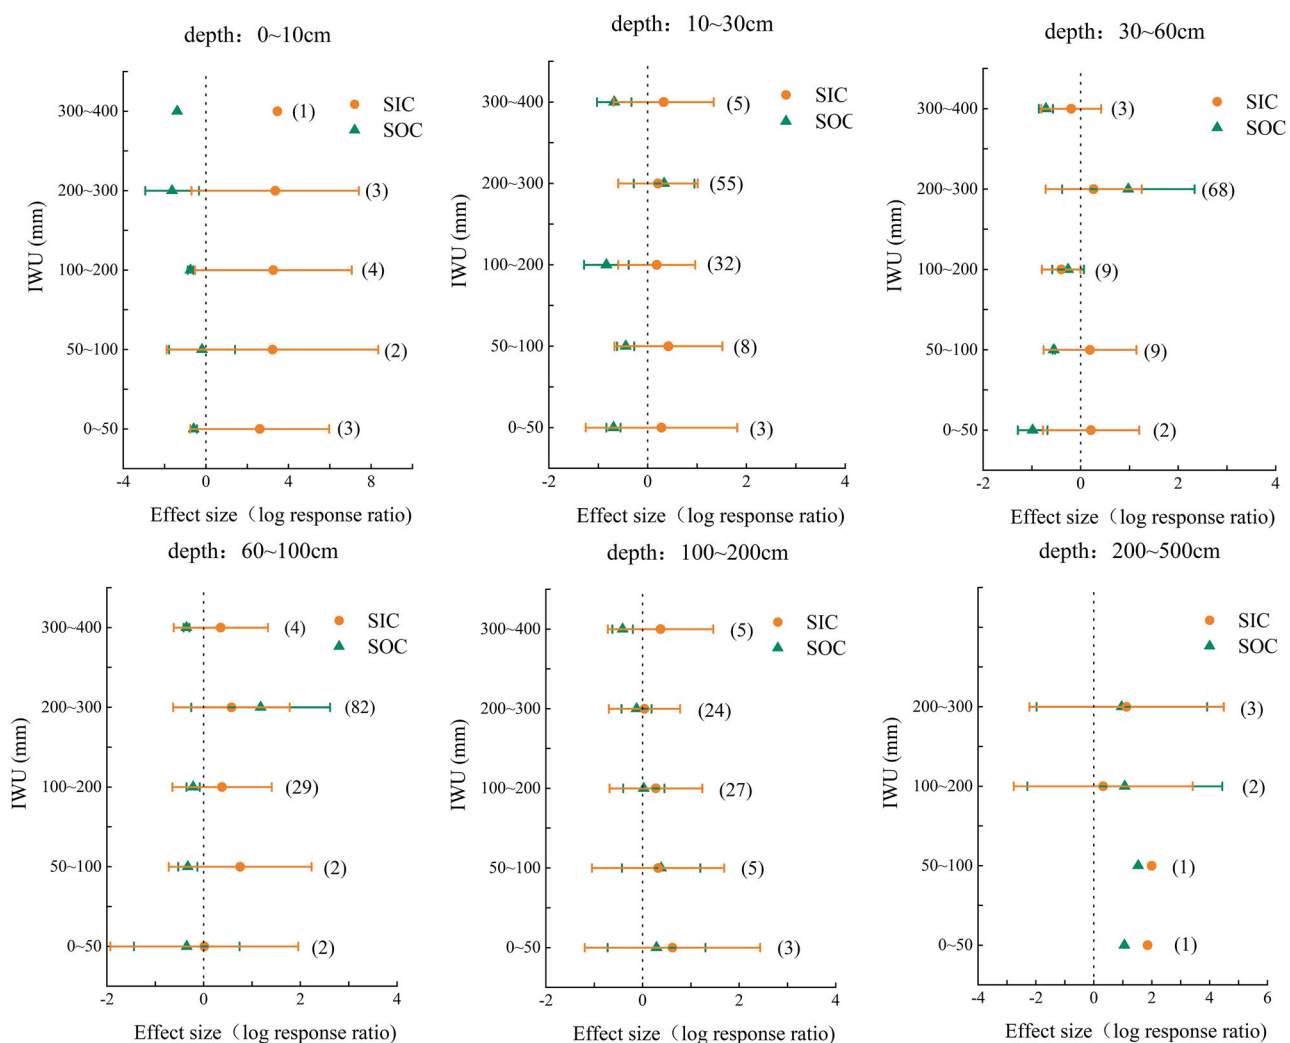 depth: 0~10cm
300~400
(1)
SIC
SOC
200~300
(3)
100~200
(4)
50~100
(2)
0~50
(3)
IWU (mm)
-4 0 4 8
Effect size（log response ratio)
depth: 10~30cm
300~400
(5)
SIC
SOC
200~300
(55)
100~200
(32)
50~100
(8)
0~50
(3)
IWU (mm)
-2 0 2 4
Effect size（log response ratio)
depth: 30~60cm
300~400
(3)
SIC
SOC
200~300
(68)
100~200
(9)
50~100
(9)
0~50
(2)
IWU (mm)
-2 0 2 4
Effect size（log response ratio)
depth: 60~100cm
300~400
(4)
SIC
SOC
200~300
(82)
100~200
(29)
50~100
(2)
0~50
(2)
IWU (mm)
-2 0 2 4
Effect size（log response ratio)
depth: 100~200cm
300~400
(5)
SIC
SOC
200~300
(24)
100~200
(27)
50~100
(5)
0~50
(3)
IWU (mm)
-2 0 2 4
Effect size（log response ratio)
depth: 200~500cm
SIC
SOC
200~300
(3)
100~200
(2)
50~100
(1)
0~50
(1)
IWU (mm)
-4 -2 0 2 4 6
Effect size（log response ratio)